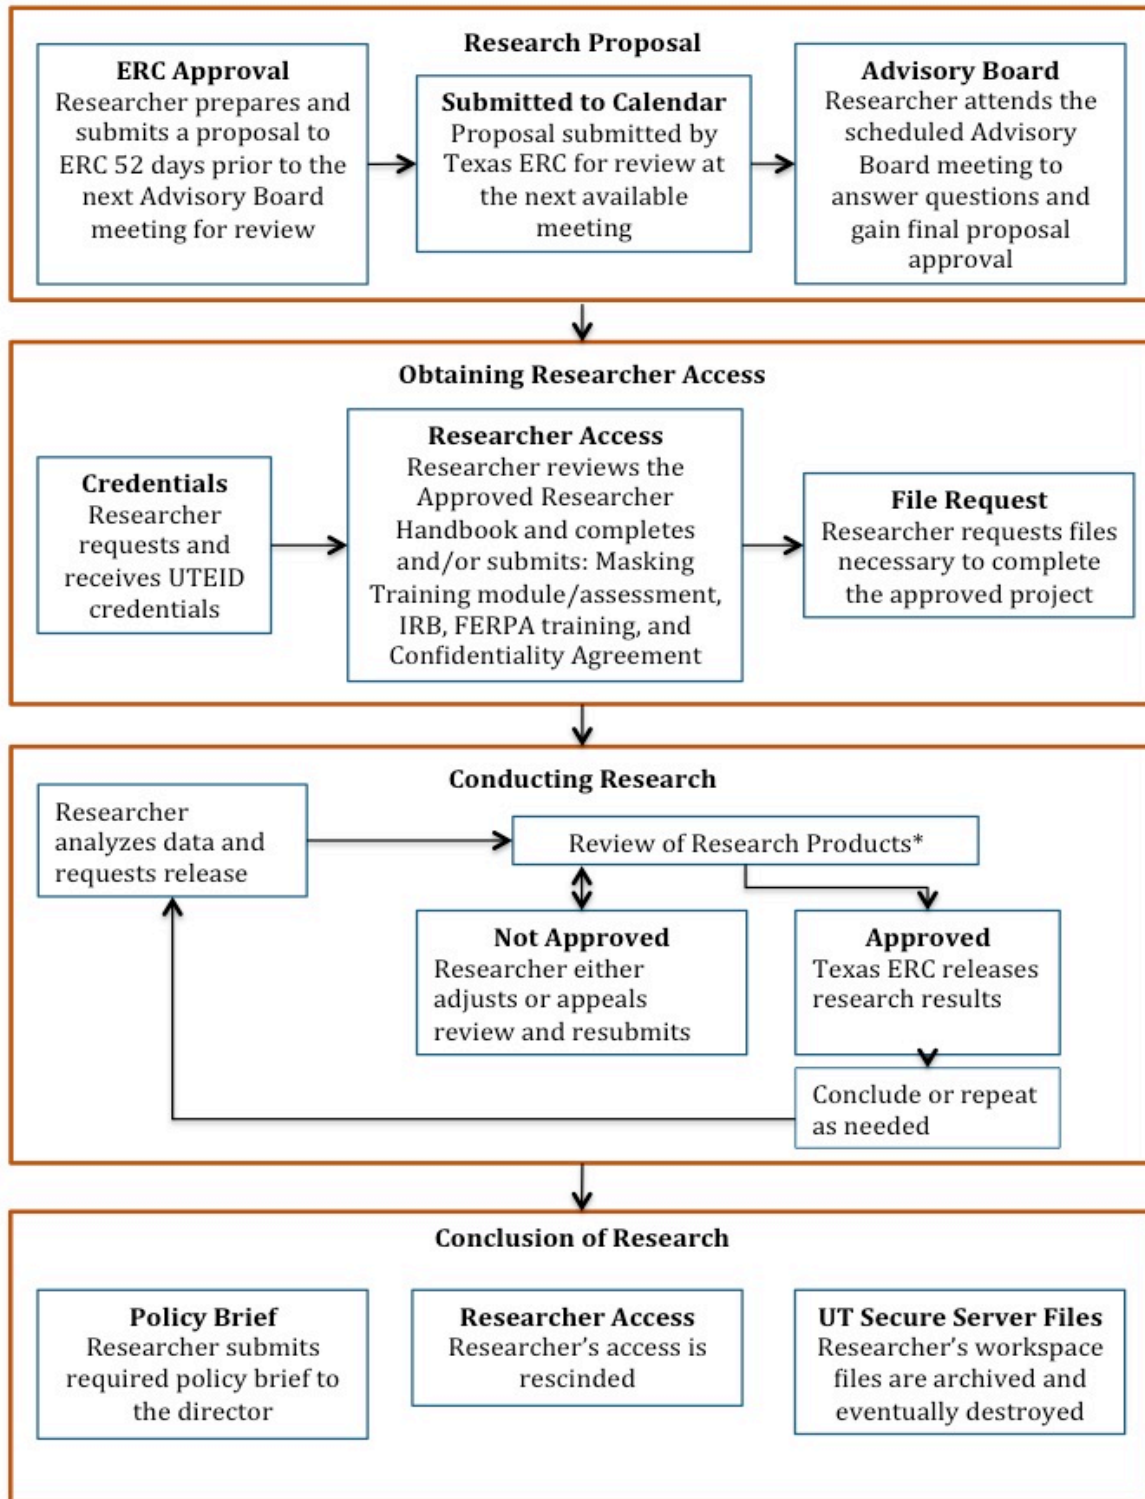 Research Proposal
ERC Approval
Researcher prepares and
submits a proposal to
ERC 52 days prior to the
next Advisory Board
meeting for review
Submitted to Calendar
Proposal submitted by
Texas ERC for review at
the next available
meeting
Advisory Board
Researcher attends the
scheduled Advisory
Board meeting to
answer questions and
gain final proposal
approval
Obtaining Researcher Access
Credentials
Researcher
requests and
receives UTEID
credentials
Researcher Access
Researcher reviews the
Approved Researcher
Handbook and completes
and/or submits: Masking
Training module/assessment,
IRB, FERPA training, and
Confidentiality Agreement
File Request
Researcher requests files
necessary to complete
the approved project
Conducting Research
Researcher
analyzes data and
requests release
Review of Research Products*
Not Approved
Researcher either
adjusts or appeals
review and resubmits
Approved
Texas ERC releases
research results
Conclude or repeat
as needed
Conclusion of Research
Policy Brief
Researcher submits
required policy brief to
the director
Researcher Access
Researcher's access is
rescinded
UT Secure Server Files
Researcher's workspace
files are archived and
eventually destroyed